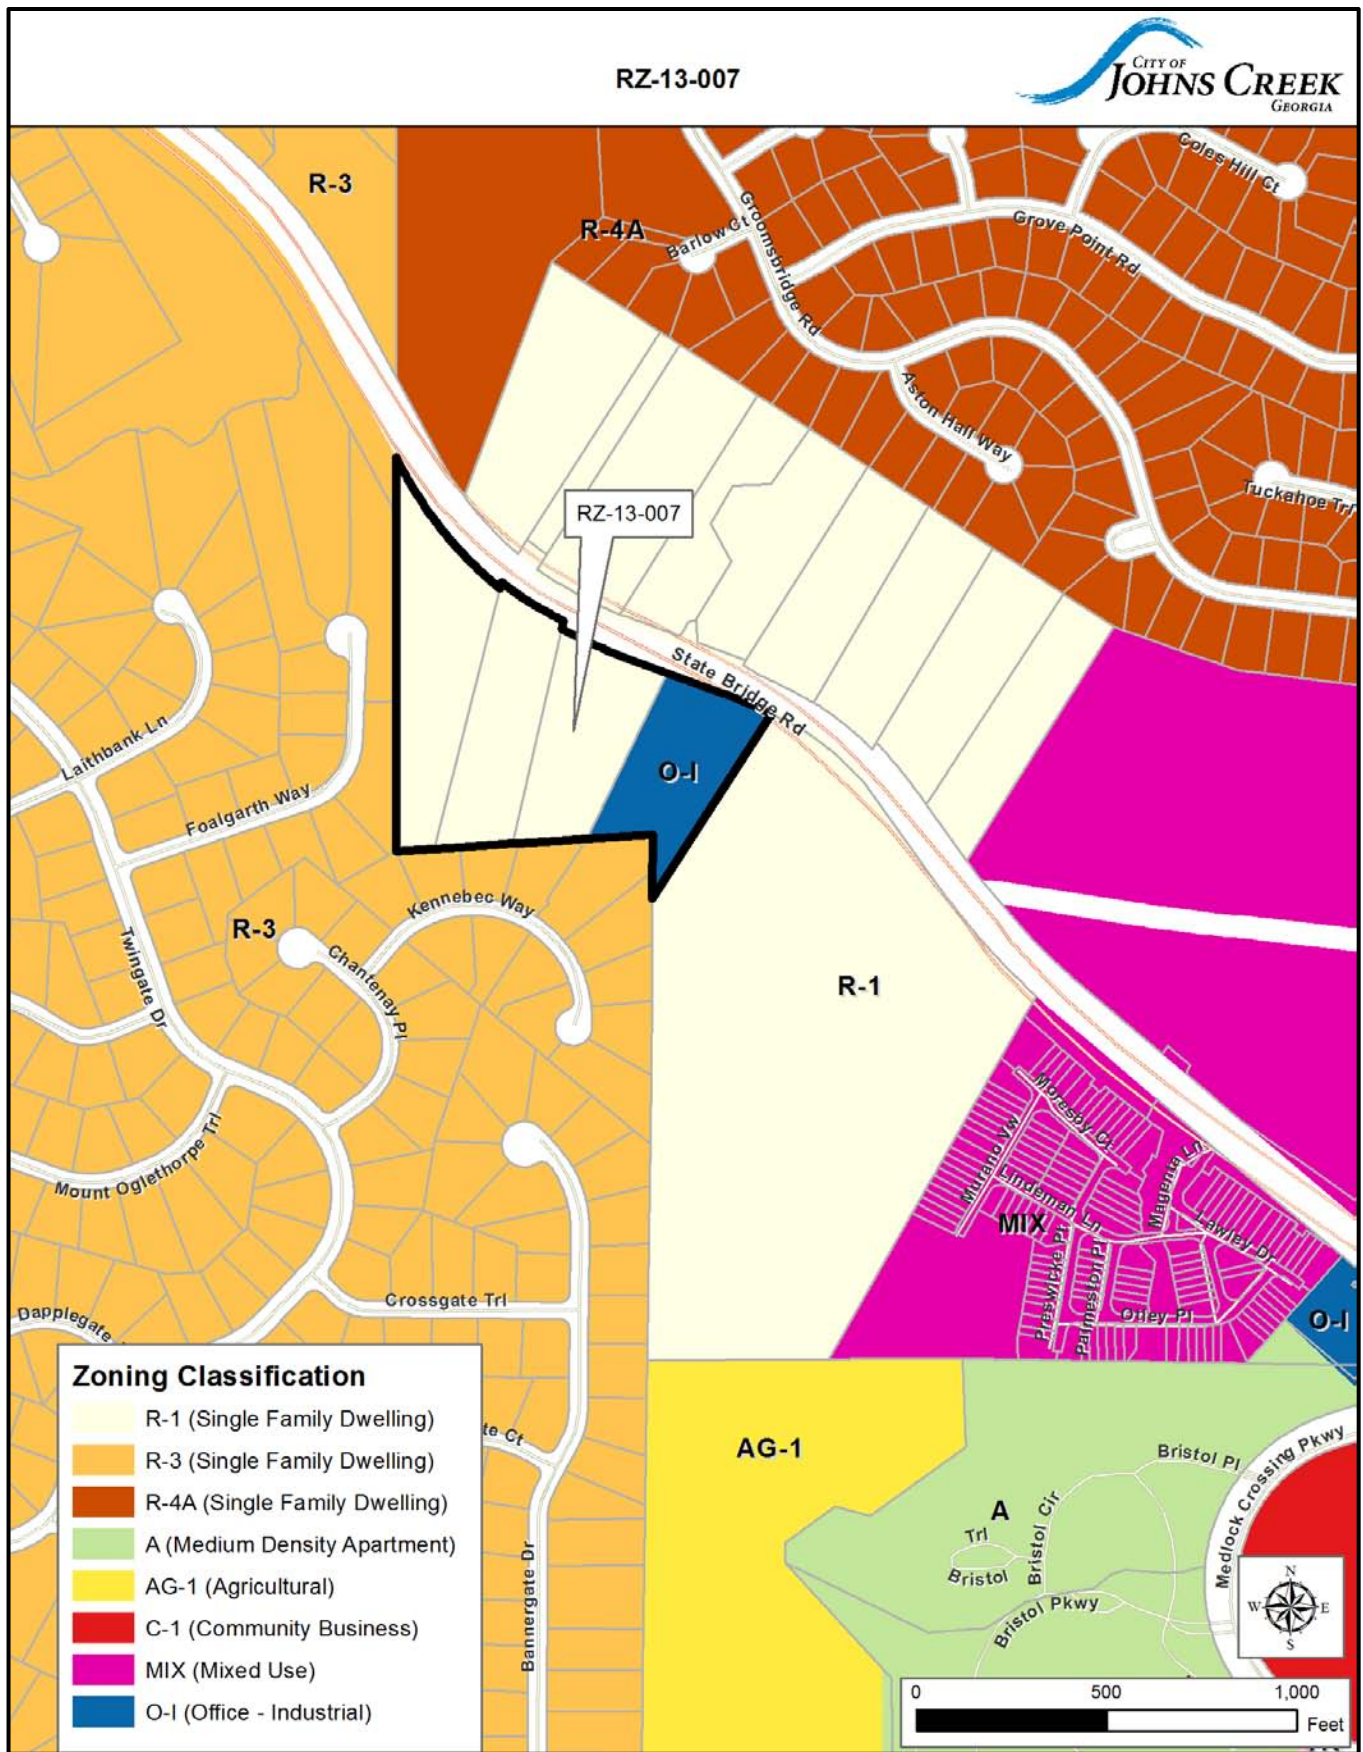 RZ-13-007
CITY OF
JOHNS CREEK
GEORGIA
R-3
R-4A
Barlow Ct
Groomsbridge Rd
Coles Hill Ct
Grove Point Rd
Aston Hall Way
Tuckahoe Trl
RZ-13-007
State Bridge Rd
O-I
Laithbank Ln
Foalgarth Way
Kennebec Way
R-3
Chantenay Pl
Twingate Dr
R-1
Mount Oglethorpe Trl
Moresby Ct
Murano Vw
Lindeman Ln
Magenta Ln
MIX
Lawley Dr
Preswicke Pl
Palmeston Pl
Otley Pl
O-I
Crossgate Trl
Dapplegate
te Ct
Bannergate Dr
AG-1
A
Bristol Pl
Medlock Crossing Pkwy
Bristol Cir
Trl
Bristol
Bristol Pkwy
Zoning Classification
R-1 (Single Family Dwelling)
R-3 (Single Family Dwelling)
R-4A (Single Family Dwelling)
A (Medium Density Apartment)
AG-1 (Agricultural)
C-1 (Community Business)
MIX (Mixed Use)
O-I (Office - Industrial)
N
W E
S
0 500 1,000
Feet